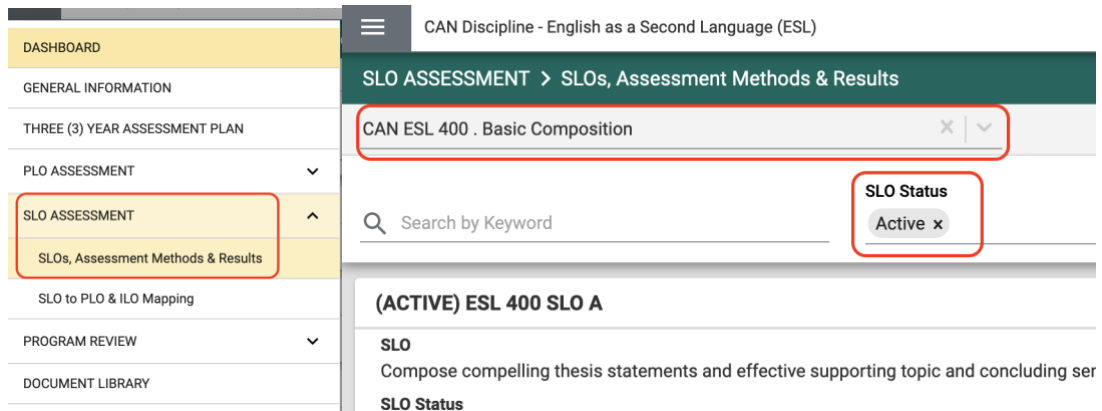 DASHBOARD
GENERAL INFORMATION
THREE (3) YEAR ASSESSMENT PLAN
PLO ASSESSMENT
SLO ASSESSMENT
SLOs, Assessment Methods & Results
SLO to PLO & ILO Mapping
PROGRAM REVIEW
DOCUMENT LIBRARY
CAN Discipline - English as a Second Language (ESL)
SLO ASSESSMENT > SLOs, Assessment Methods & Results
CAN ESL 400 . Basic Composition
Search by Keyword
SLO Status
Active x
(ACTIVE) ESL 400 SLO A
SLO
Compose compelling thesis statements and effective supporting topic and concluding
SLO Status